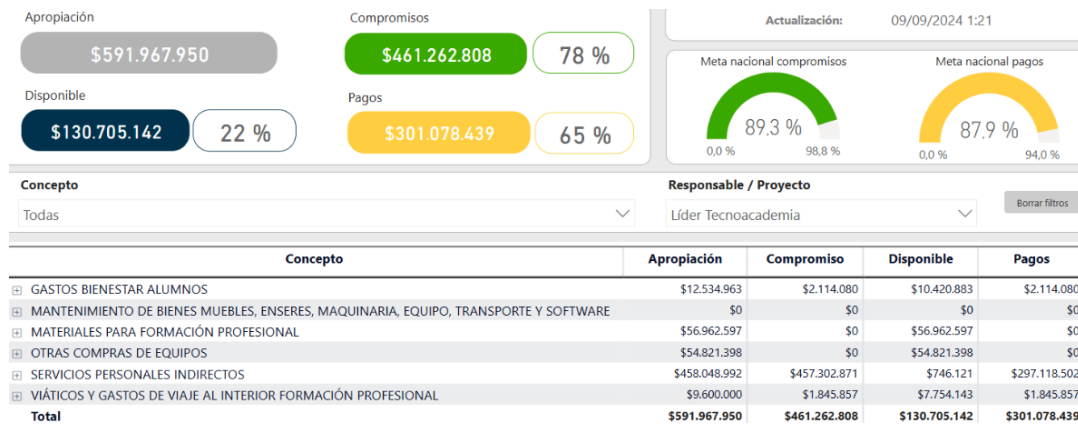 Apropiación
$591.967.950
Compromisos
$461.262.808
78 %
Disponible
$130.705.142
22 %
Pagos
$301.078.439
65 %
Actualización: 09/09/2024 1:21
Meta nacional compromisos
89.3 %
0,0 % 98,8 %
Meta nacional pagos
87.9 %
0,0 % 94,0 %
Concepto
Todas
Responsable / Proyecto
Líder Tecnoacademia
Borrar filtros
Concepto Apropiación Compromiso Disponible Pagos
GASTOS BIENESTAR ALUMNOS $12.534.963 $2.114.080 $10.420.883 $2.114.080
MANTENIMIENTO DE BIENES MUEBLES, ENSERES, MAQUINARIA, EQUIPO, TRANSPORTE Y SOFTWARE $0 $0 $0 $0
MATERIALES PARA FORMACIÓN PROFESIONAL $56.962.597 $0 $56.962.597 $0
OTRAS COMPRAS DE EQUIPOS $54.821.398 $0 $54.821.398 $0
SERVICIOS PERSONALES INDIRECTOS $458.048.992 $457.302.871 $746.121 $297.118.502
VIÁTICOS Y GASTOS DE VIAJE AL INTERIOR FORMACIÓN PROFESIONAL $9.600.000 $1.845.857 $7.754.143 $1.845.857
Total $591.967.950 $461.262.808 $130.705.142 $301.078.439